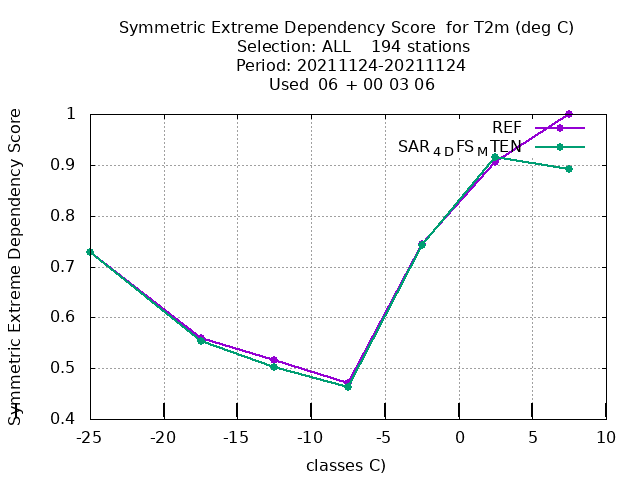 Symmetric Extreme Dependency Score for T2m (deg C)
Selection: ALL 194 stations
Period: 20211124-20211124
Used 06 + 00 03 06
Symmetric Extreme Dependency Score
REF
SAR4DFSMTEN
1
0.9
0.8
0.7
0.6
0.5
0.4
-25 -20 -15 -10 -5 0 5 10
classes C)